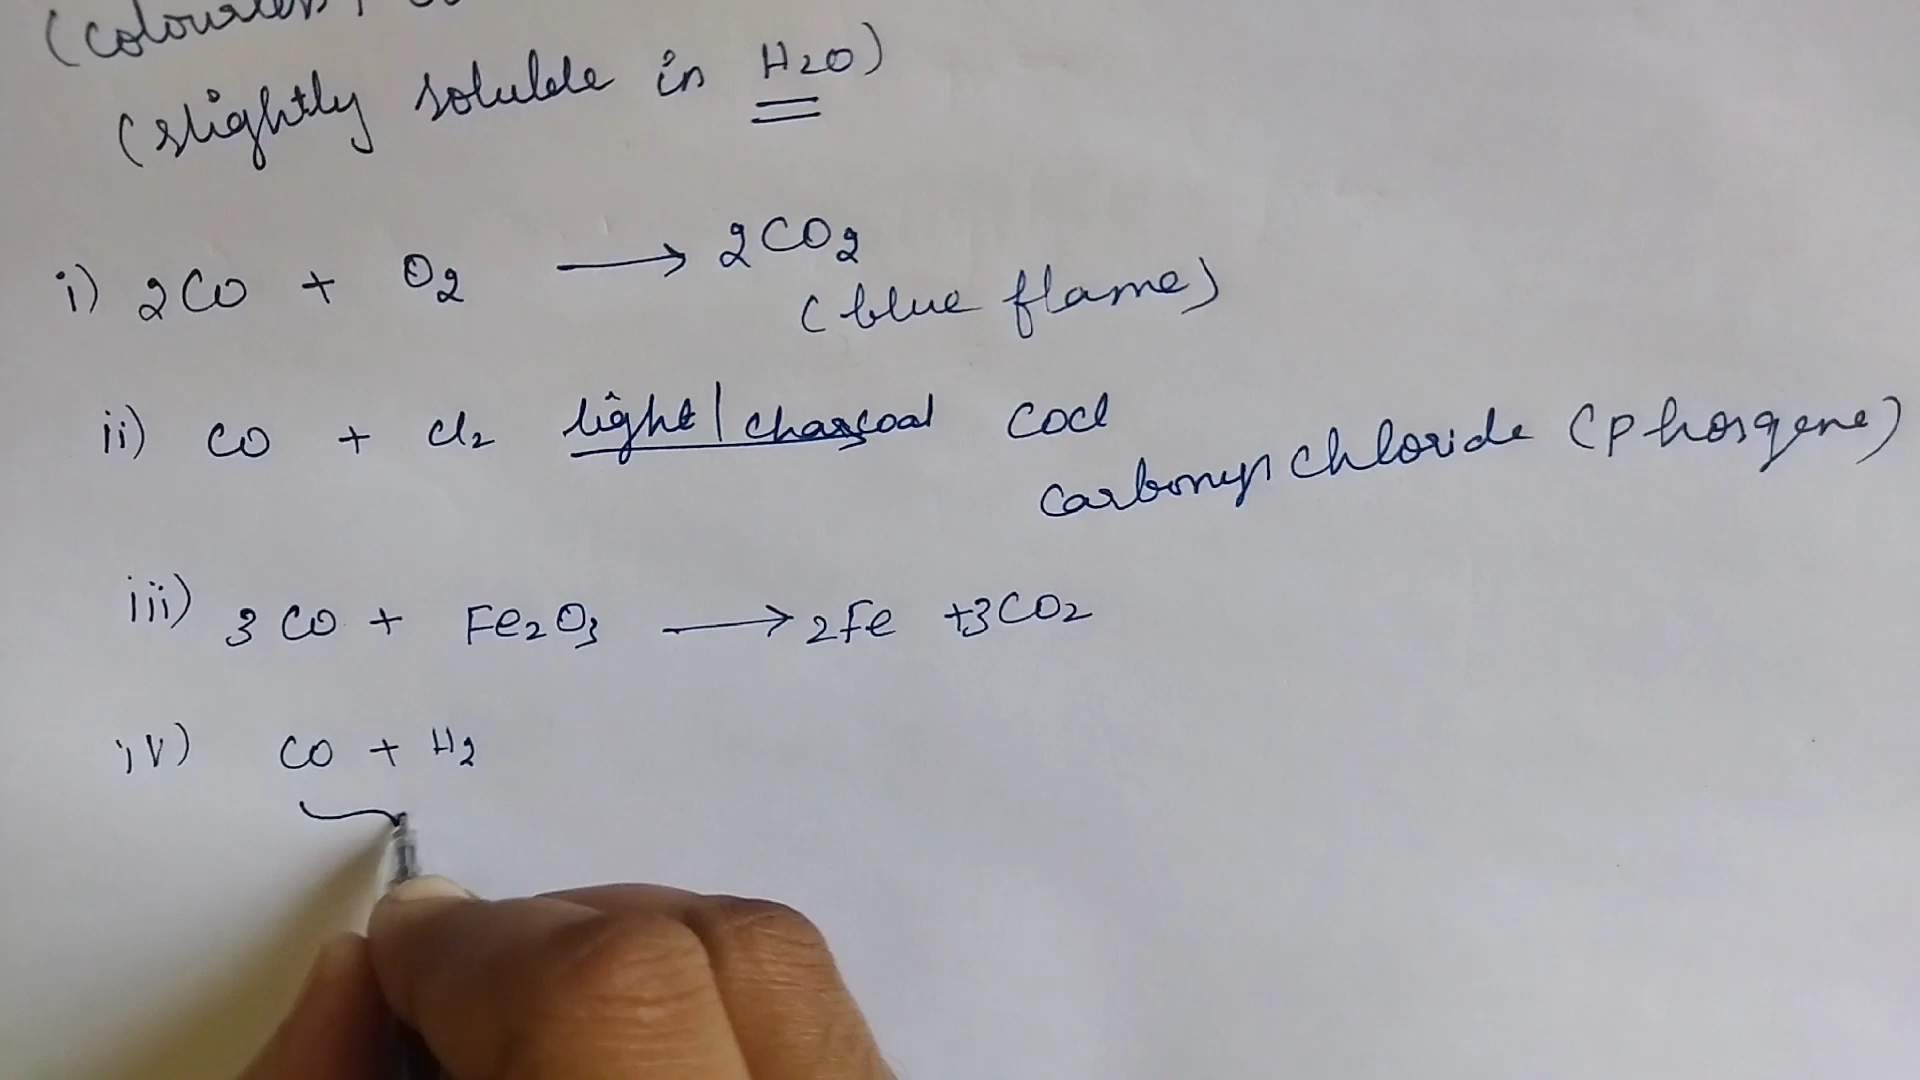 (colourless,
(slightly soluble in H2O)
i) 2CO + O2 → 2CO2
(blue flame)
ii) CO + Cl2 light/charcoal COCl
carbonyl chloride (phosgene)
iii) 3CO + Fe2O3 → 2Fe +3CO2
iv) CO + H2